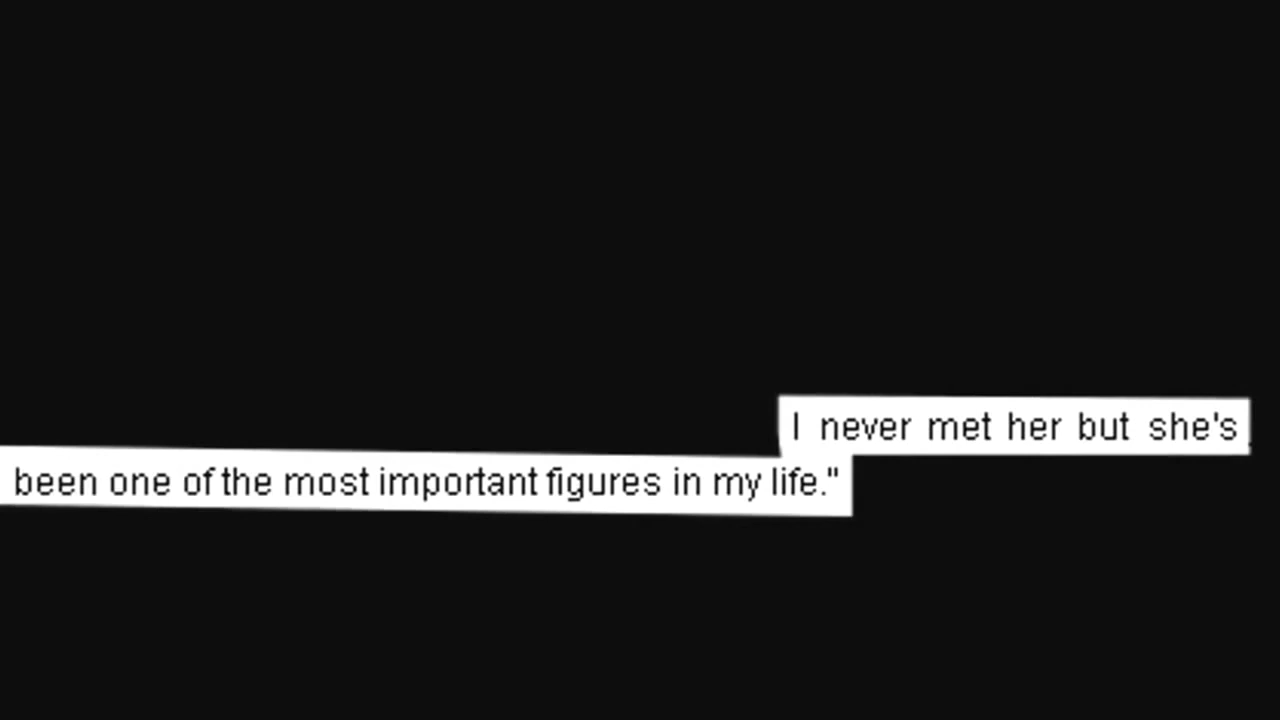 I never met her but she's
been one of the most important figures in my life."